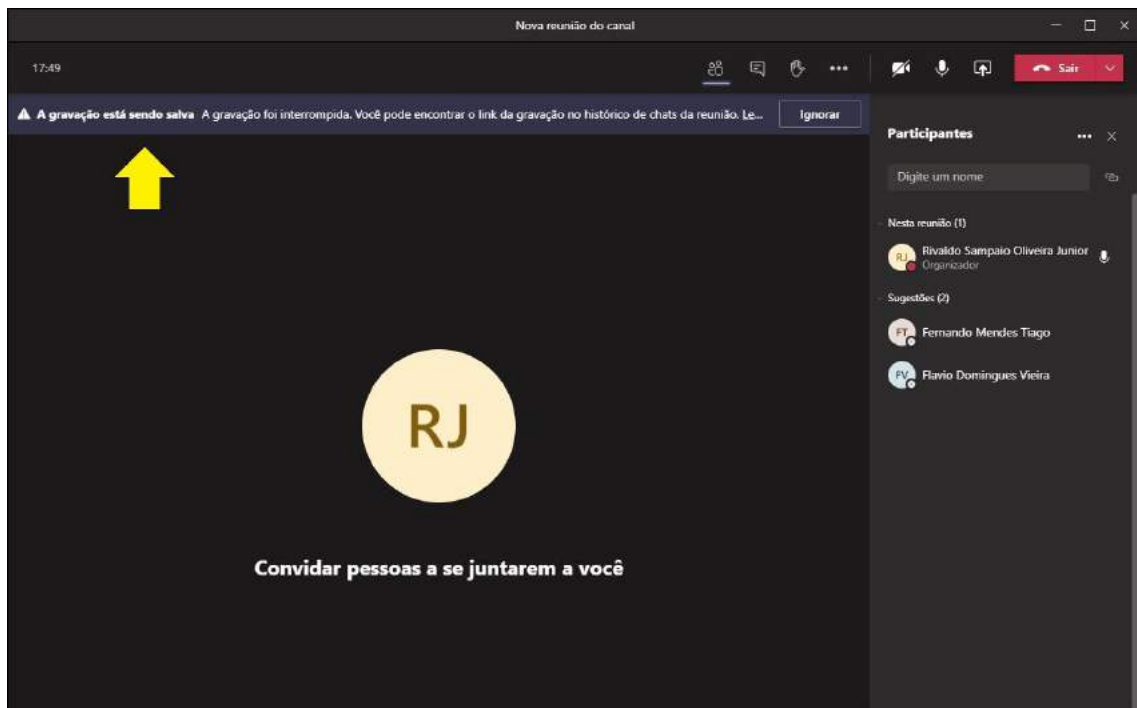 Nova reunião do canal
17:49
Sair
A gravação está sendo salva A gravação foi interrompida. Você pode encontrar o link da gravação no histórico de chats da reunião. Le...
Ignorar
Participantes
Digite um nome
Nesta reunião (1)
RJ
Rivaldo Sampaio Oliveira Junior
Organizador
Sugestões (2)
FT
Fernando Mendes Tiago
FV
Flavio Domingues Vieira
RJ
Convidar pessoas a se juntarem a você